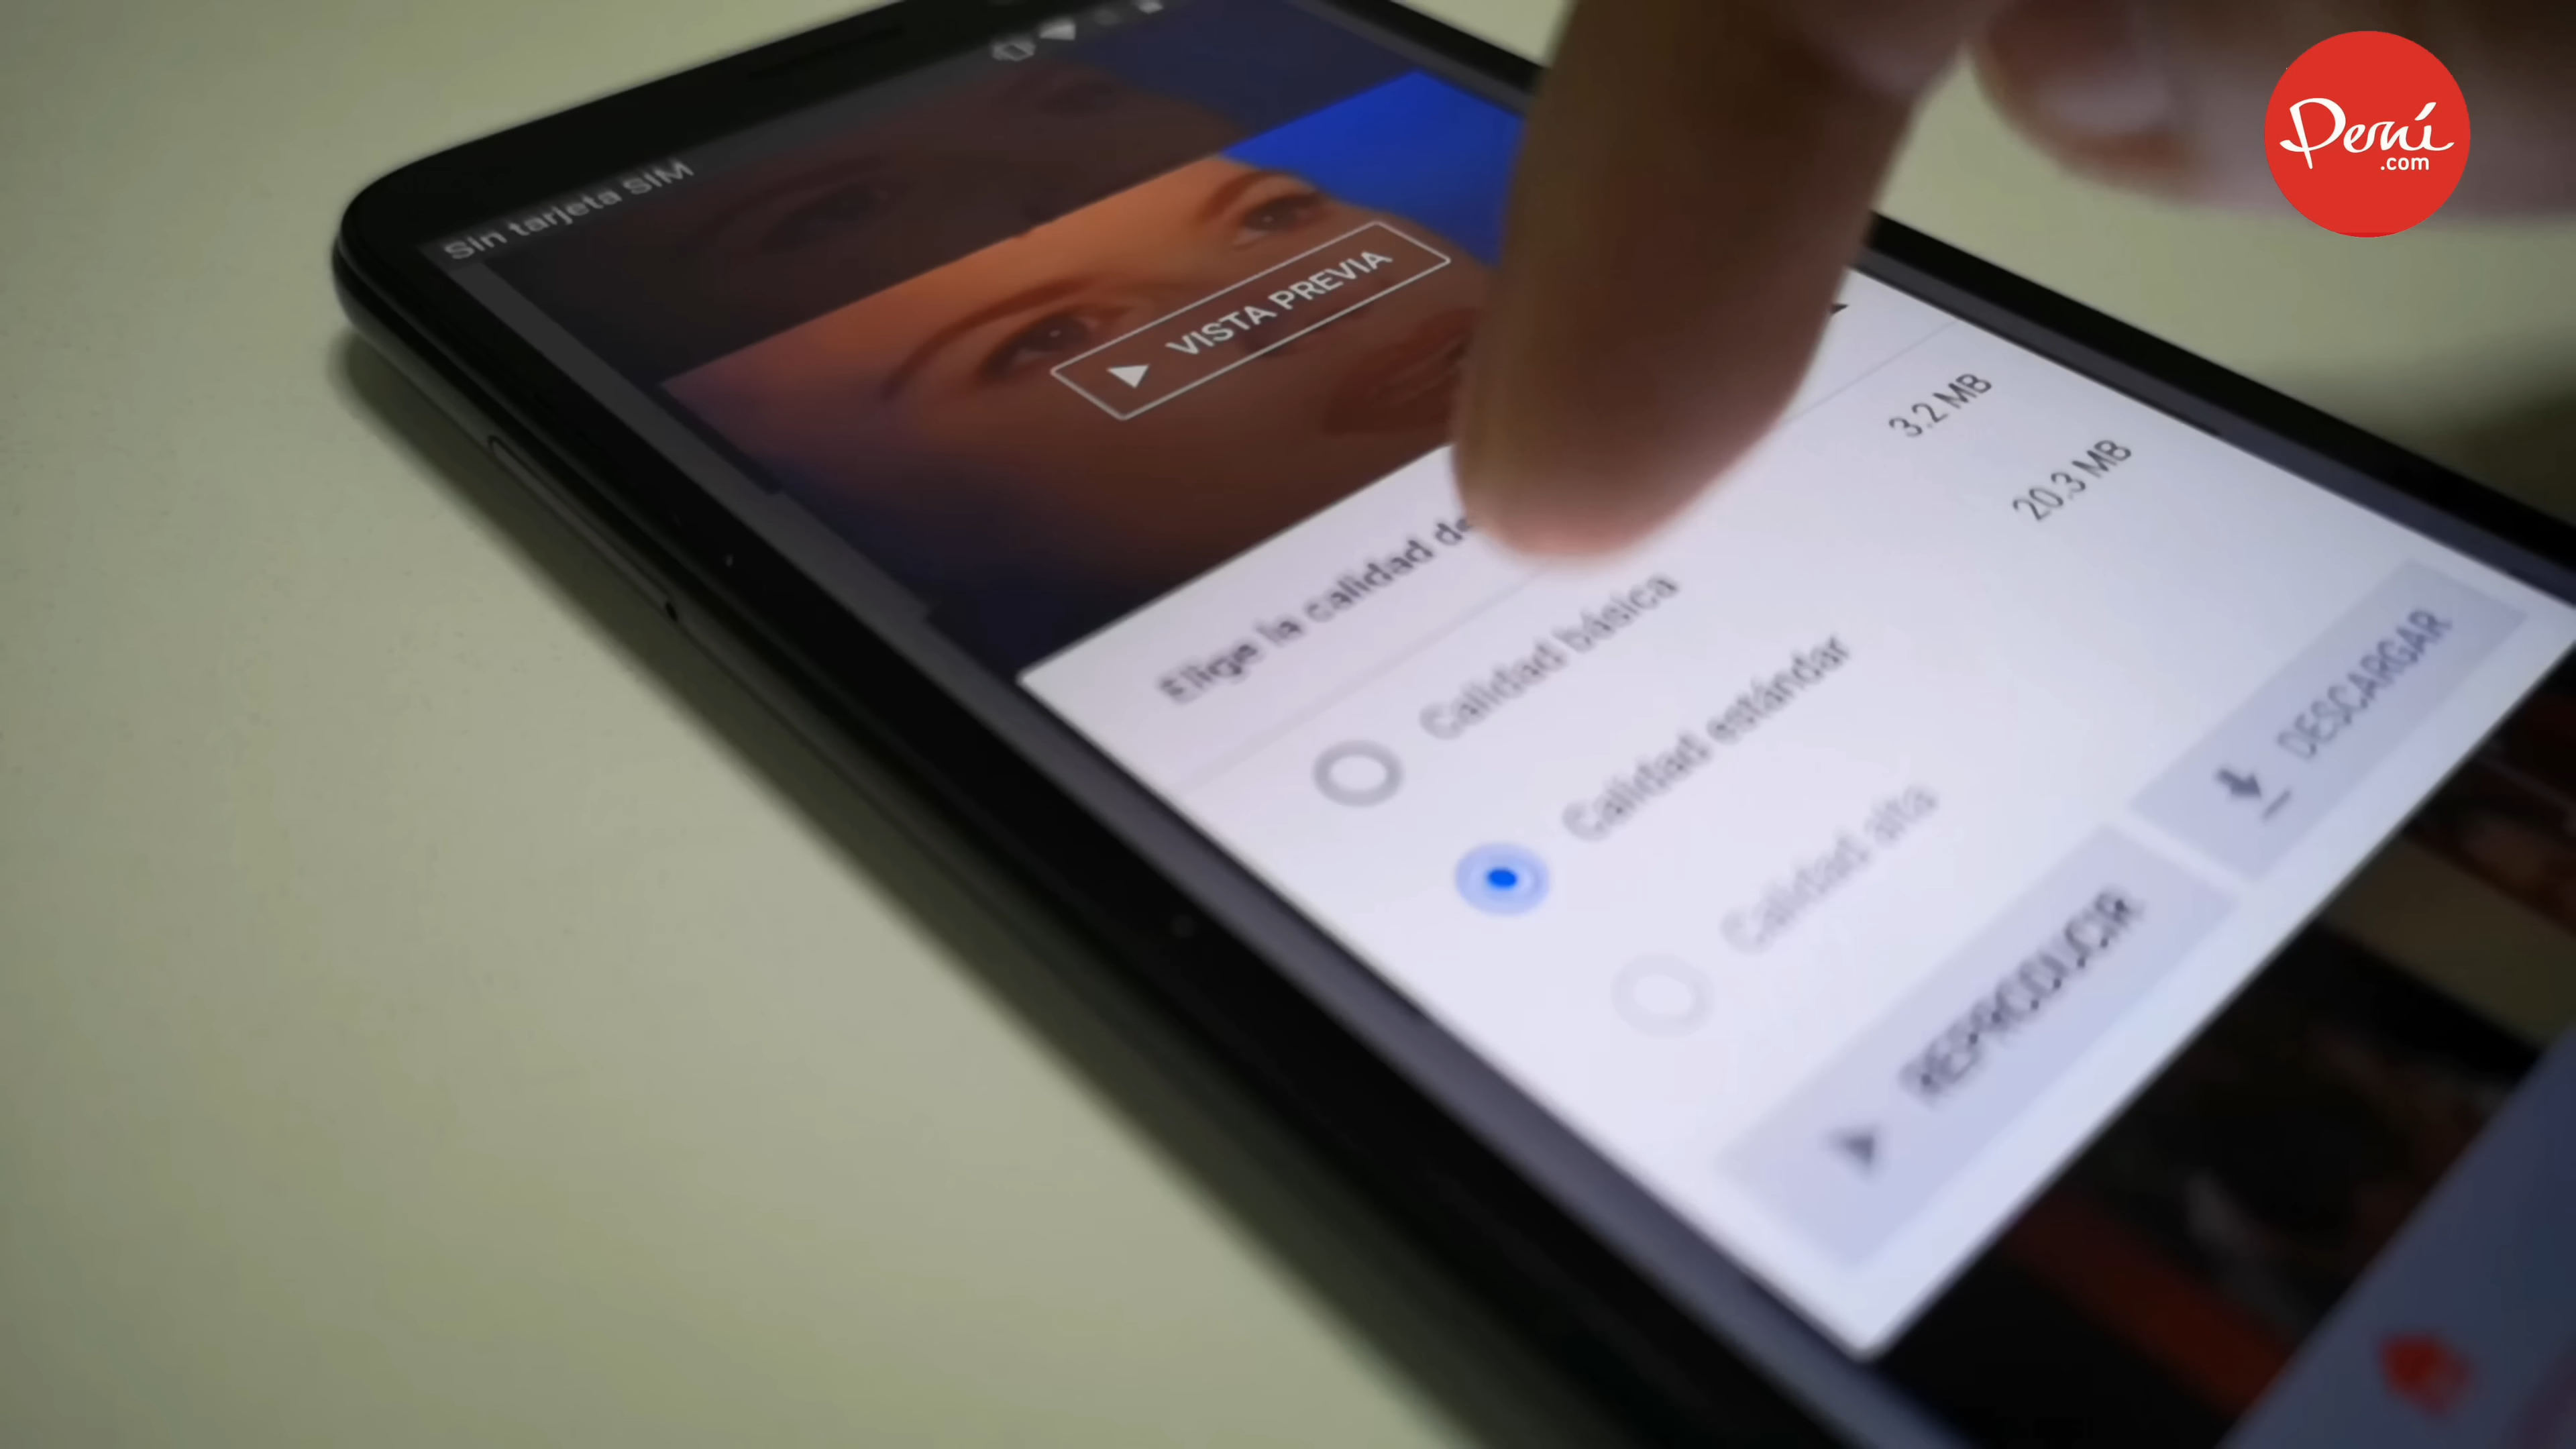 Perú
.com
Sin tarjeta SIM
VISTA PREVIA
Elige la calidad de
Calidad básica 3.2 MB
Calidad estándar 20.3 MB
Calidad alta
REPRODUCIR
DESCARGAR